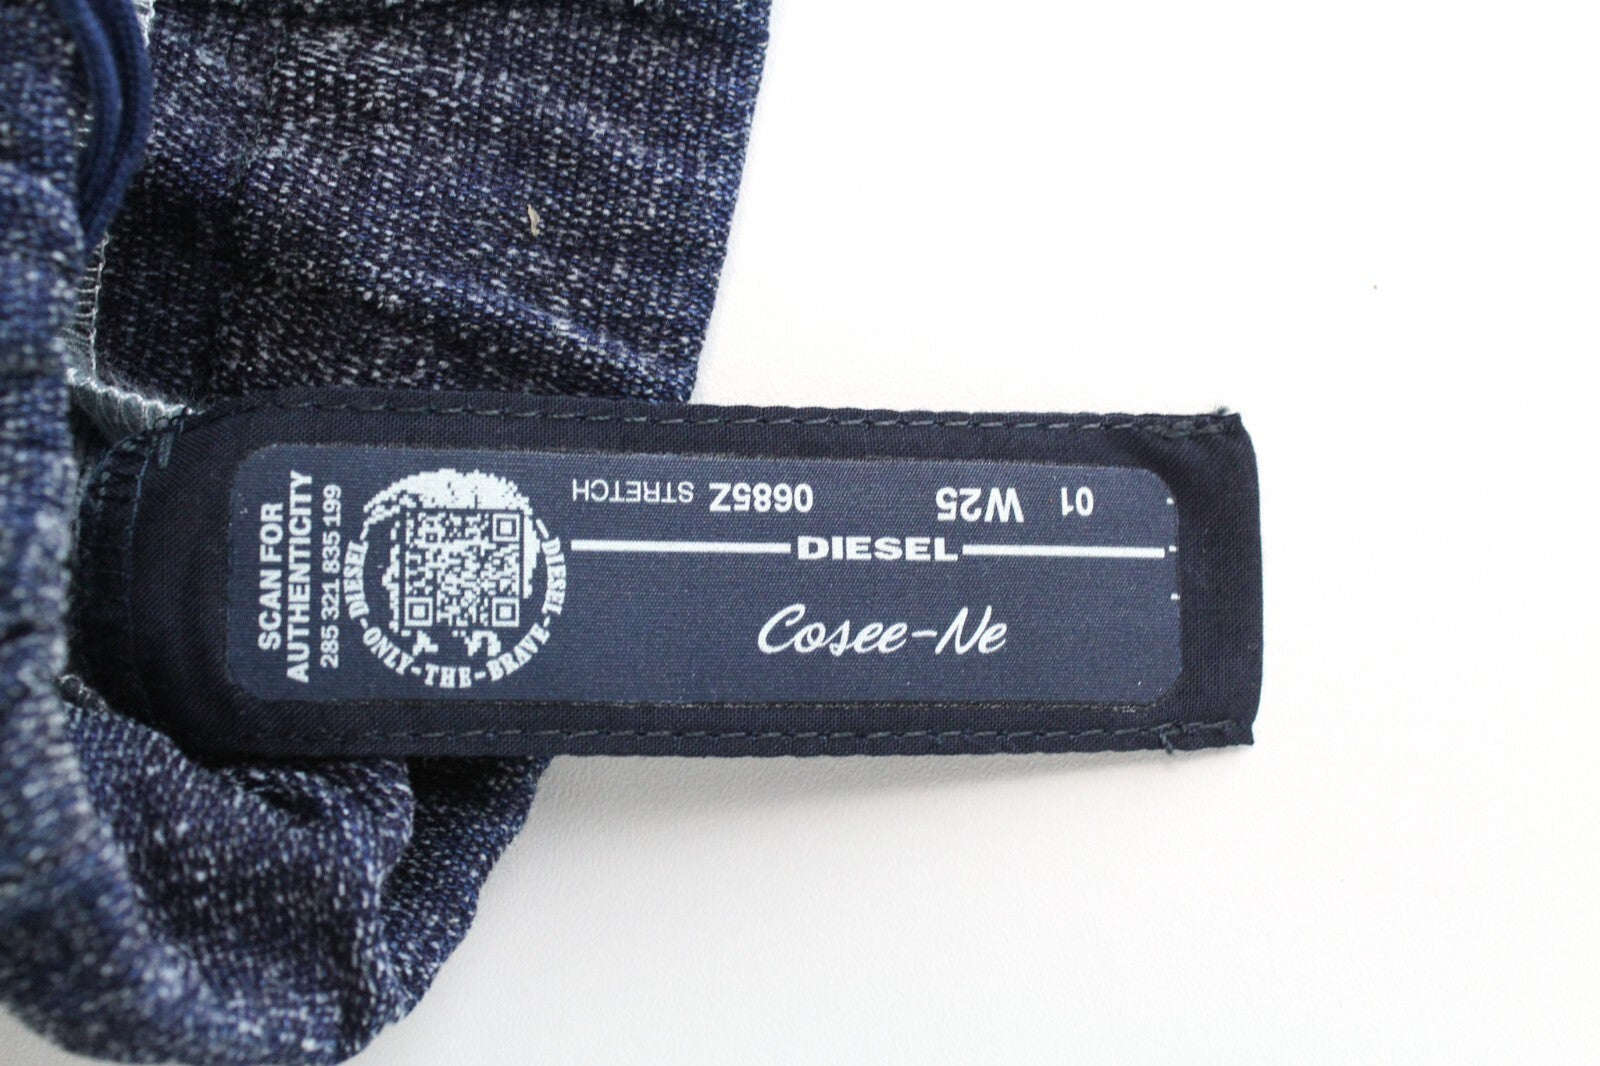 SCAN FOR
AUTHENTICITY
285 321 835 199
DIESEL-ONLY-THE-BRAVE-DIESEL
01 W25 0685Z STRETCH
DIESEL
Cosee-Ne